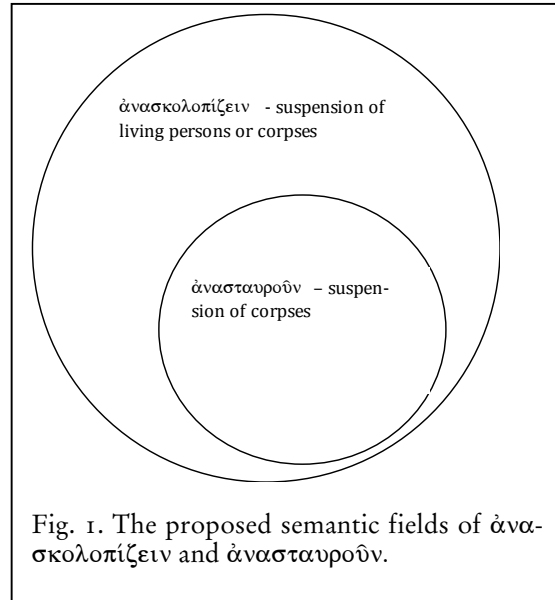 ἀνασκολοπίζειν - suspension of
living persons or corpses
ἀνασταυροῦν – suspen-
sion of corpses
Fig. 1. The proposed semantic fields of ἀνα-
σκολοπίζειν and ἀνασταυροῦν.